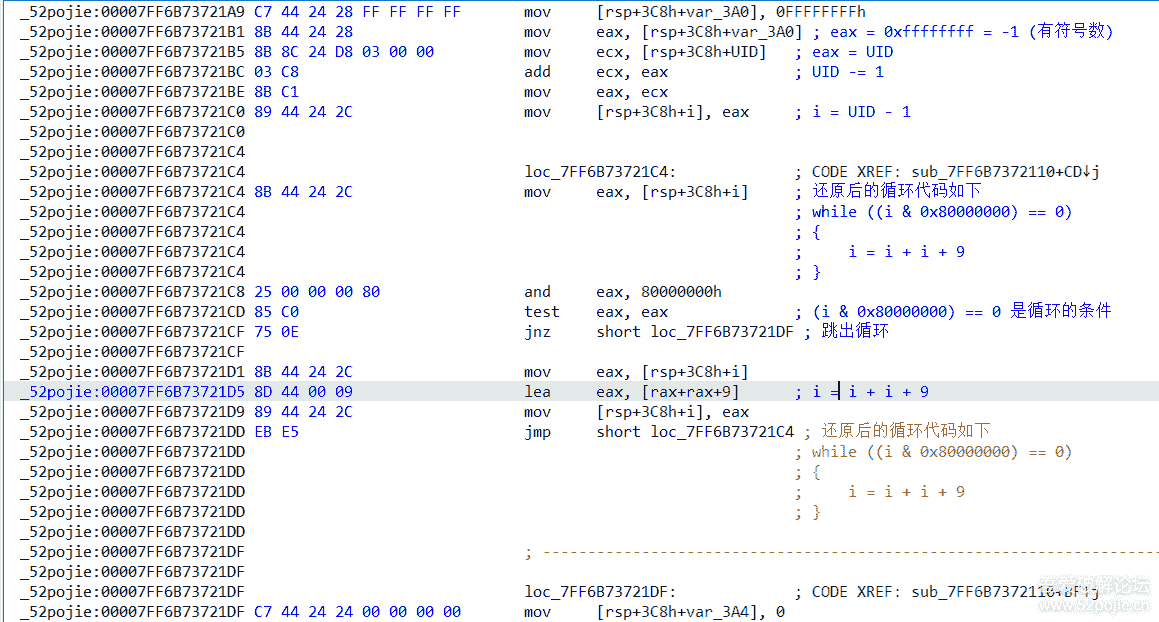 _52pojie:00007FF6B73721A9 C7 44 24 28 FF FF FF FF mov [rsp+3C8h+var_3A0], 0FFFFFFFFh
_52pojie:00007FF6B73721B1 8B 44 24 28 mov eax, [rsp+3C8h+var_3A0] ; eax = 0xffffffff = -1 (有符号数)
_52pojie:00007FF6B73721B5 8B 8C 24 D8 03 00 00 mov ecx, [rsp+3C8h+UID] ; eax = UID
_52pojie:00007FF6B73721BC 03 C8 add ecx, eax ; UID -= 1
_52pojie:00007FF6B73721BE 8B C1 mov eax, ecx
_52pojie:00007FF6B73721C0 89 44 24 2C mov [rsp+3C8h+i], eax ; i = UID - 1
_52pojie:00007FF6B73721C0
_52pojie:00007FF6B73721C4
_52pojie:00007FF6B73721C4 loc_7FF6B73721C4: ; CODE XREF: sub_7FF6B7372110+CD↓j
_52pojie:00007FF6B73721C4 8B 44 24 2C mov eax, [rsp+3C8h+i] ; 还原后的循环代码如下
_52pojie:00007FF6B73721C4 ; while ((i & 0x80000000) == 0)
_52pojie:00007FF6B73721C4 ; {
_52pojie:00007FF6B73721C4 ; i = i + i + 9
_52pojie:00007FF6B73721C4 ; }
_52pojie:00007FF6B73721C8 25 00 00 00 80 and eax, 80000000h
_52pojie:00007FF6B73721CD 85 C0 test eax, eax ; (i & 0x80000000) == 0 是循环的条件
_52pojie:00007FF6B73721CF 75 0E jnz short loc_7FF6B73721DF ; 跳出循环
_52pojie:00007FF6B73721CF
_52pojie:00007FF6B73721D1 8B 44 24 2C mov eax, [rsp+3C8h+i]
_52pojie:00007FF6B73721D5 8D 44 00 09 lea eax, [rax+rax+9] ; i = i + i + 9
_52pojie:00007FF6B73721D9 89 44 24 2C mov [rsp+3C8h+i], eax
_52pojie:00007FF6B73721DD EB E5 jmp short loc_7FF6B73721C4 ; 还原后的循环代码如下
_52pojie:00007FF6B73721DD ; while ((i & 0x80000000) == 0)
_52pojie:00007FF6B73721DD ; {
_52pojie:00007FF6B73721DD ; i = i + i + 9
_52pojie:00007FF6B73721DD ; }
_52pojie:00007FF6B73721DD
_52pojie:00007FF6B73721DF ; ---------------------------------------------------------------------
_52pojie:00007FF6B73721DF
_52pojie:00007FF6B73721DF loc_7FF6B73721DF: ; CODE XREF: sub_7FF6B7372110+BF↑j
_52pojie:00007FF6B73721DF C7 44 24 24 00 00 00 00 mov [rsp+3C8h+var_3A4], 0
吾爱破解论坛
www.52pojie.cn